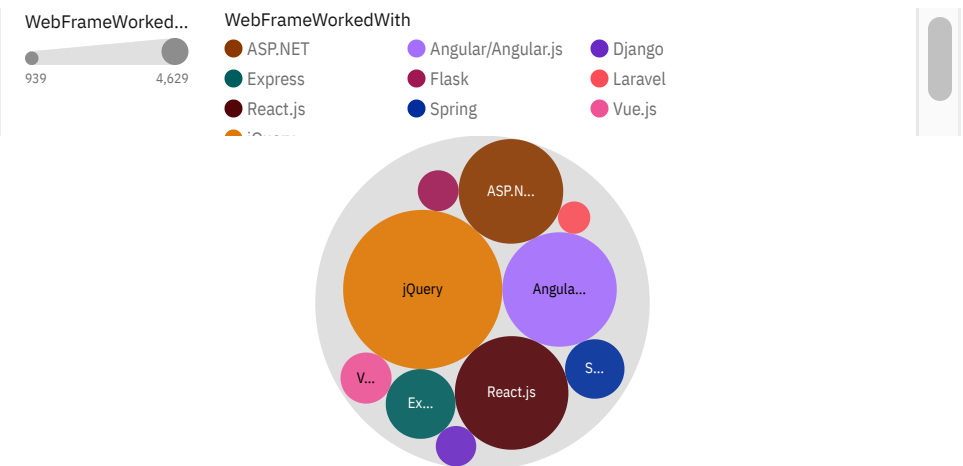 WebFrameWorked...
939
4,629
WebFrameWorkedWith
ASP.NET
Angular/Angular.js
Django
Express
Flask
Laravel
React.js
Spring
Vue.js
jQuery
ASP.N...
jQuery
Angula...
V...
Ex...
React.js
S...